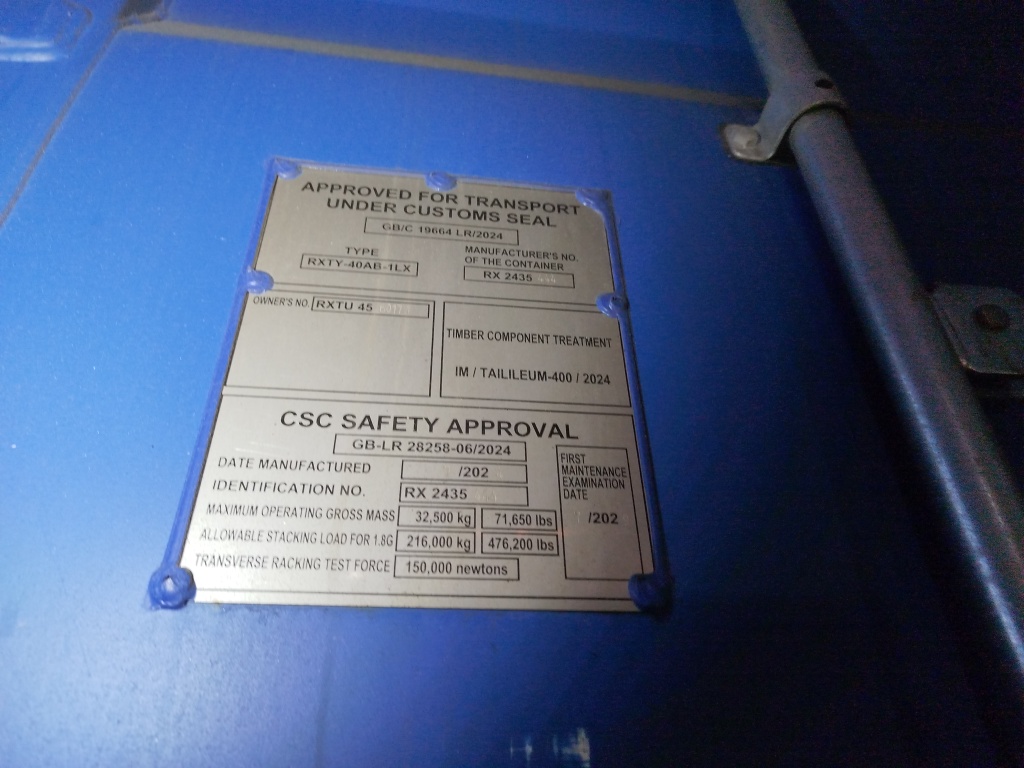 APPROVED FOR TRANSPORT
UNDER CUSTOMS SEAL
GB/C 19664 LR/2024
TYPE
RXTY-40AB-1LX
MANUFACTURER'S NO.
OF THE CONTAINER
RX 2435
OWNER'S NO. RXTU 45
TIMBER COMPONENT TREATMENT
IM / TAILILEUM-400 / 2024
CSC SAFETY APPROVAL
GB-LR 28258-06/2024
DATE MANUFACTURED /202
IDENTIFICATION NO. RX 2435
MAXIMUM OPERATING GROSS MASS 32,500 kg 71,650 lbs
ALLOWABLE STACKING LOAD FOR 1.8G 216,000 kg 476,200 lbs
TRANSVERSE RACKING TEST FORCE 150,000 newtons
FIRST
MAINTENANCE
EXAMINATION
DATE
/202